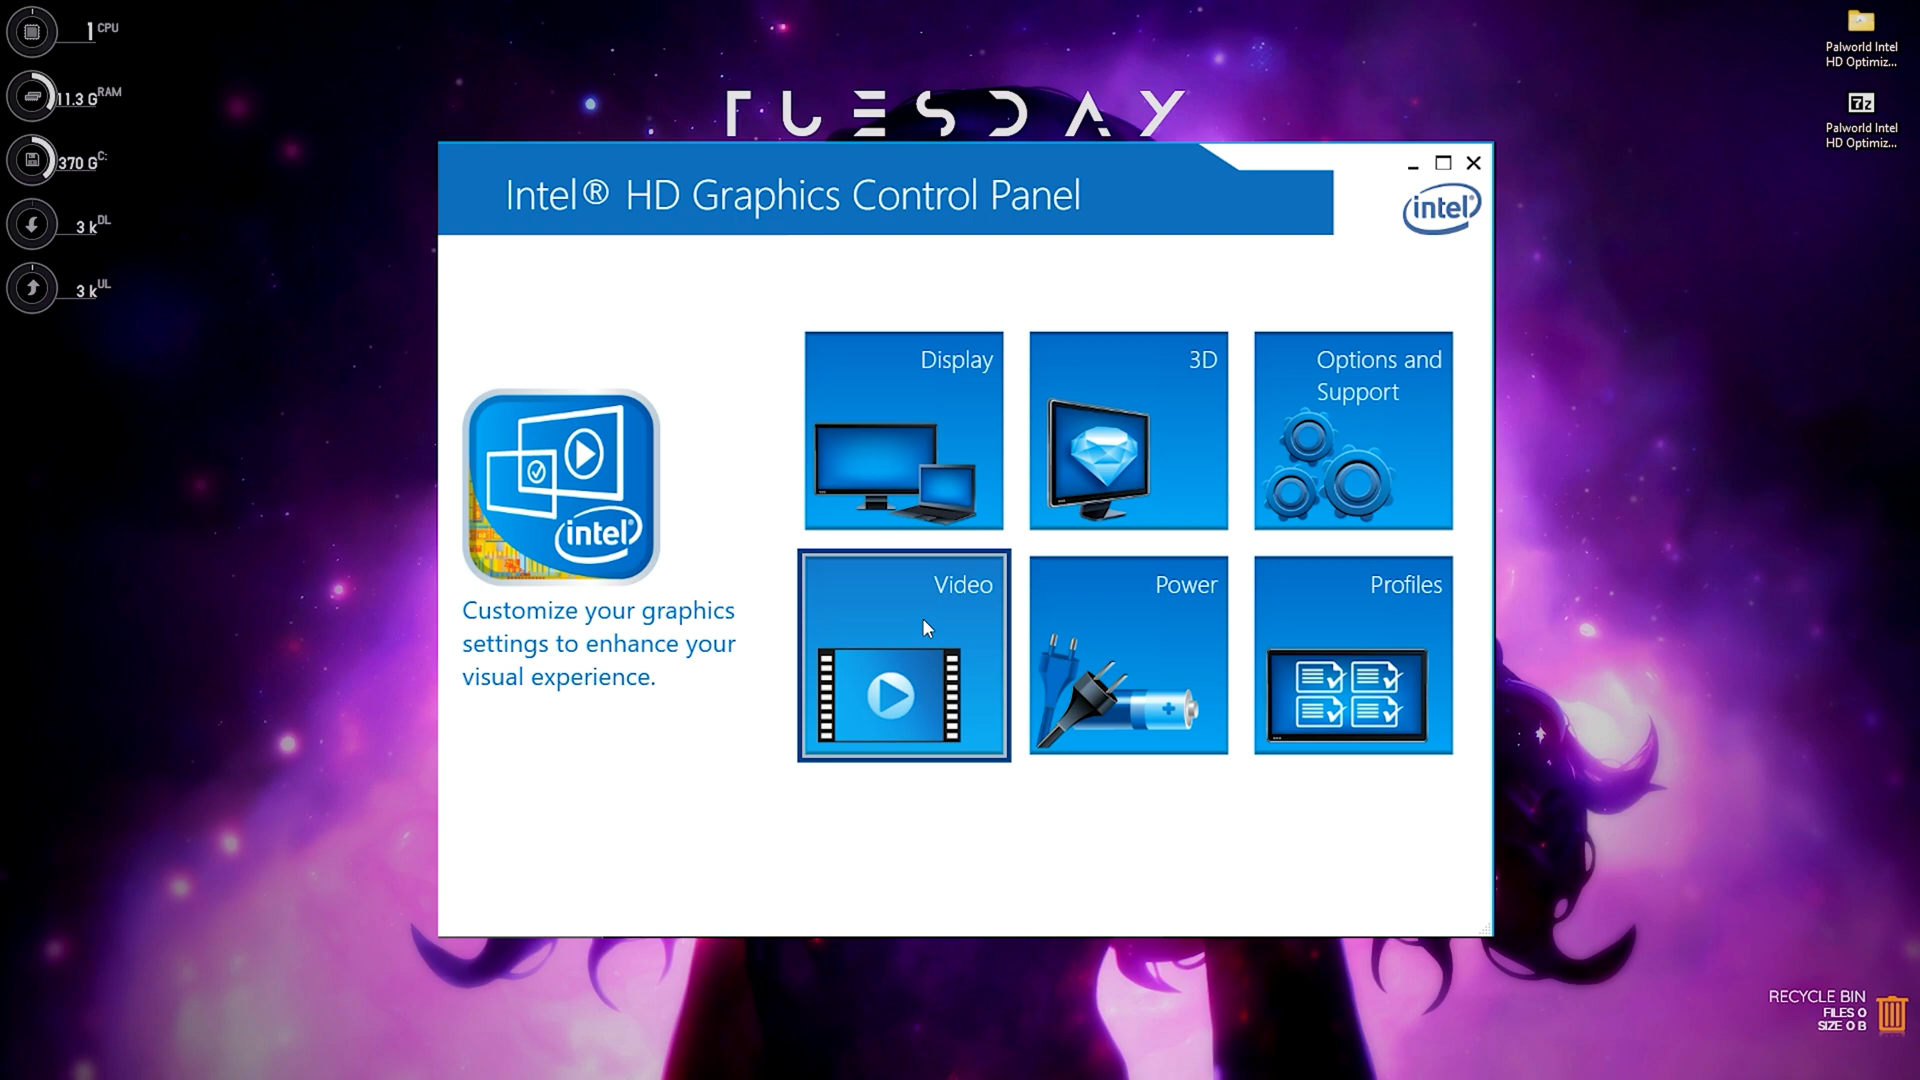 1 CPU
11.3 G RAM
370 G C:
3 k DL
3 k UL
TUESDAY
Palworld Intel
HD Optimiz...
7z
Palworld Intel
HD Optimiz...
Intel® HD Graphics Control Panel
intel®
Display
3D
Options and
Support
intel®
Customize your graphics
settings to enhance your
visual experience.
Video
Power
Profiles
RECYCLE BIN
FILES 0
SIZE 0 B